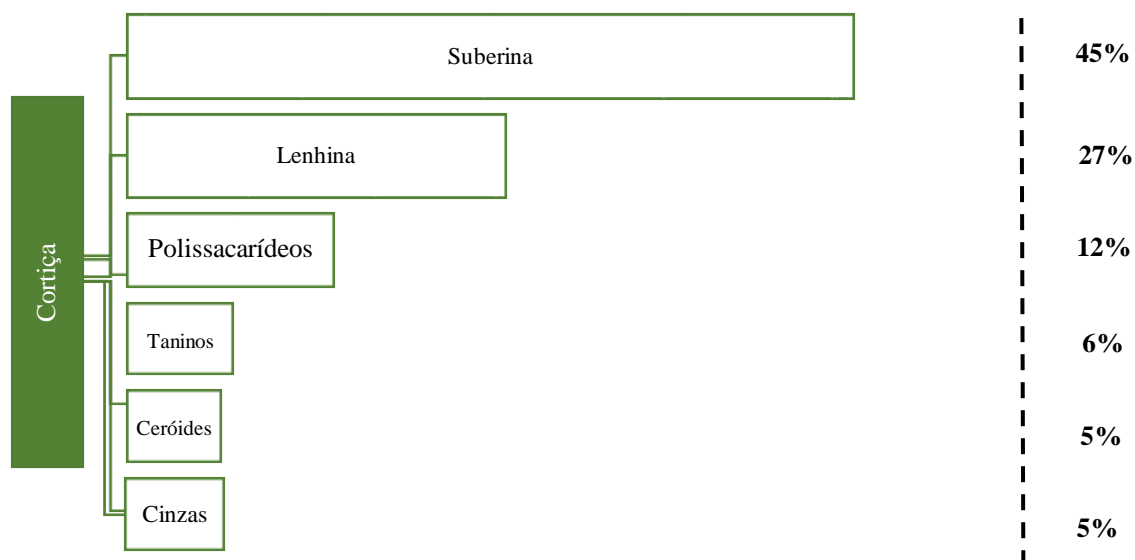 Cortiça
Suberina
45%
Lenhina
27%
Polissacarídeos
12%
Taninos
6%
Ceróides
5%
Cinzas
5%